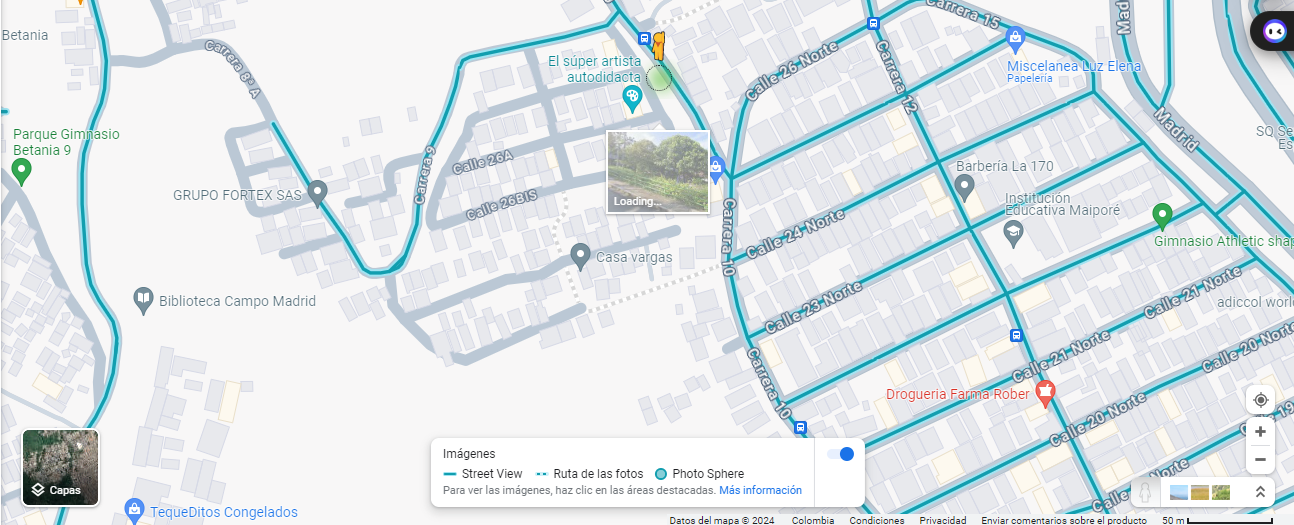 Betania
Carrera 8ª A
Parque Gimnasio
Betania 9
GRUPO FORTEX SAS
Biblioteca Campo Madrid
Carrera 9
Calle 26A
Calle 26BIS
El súper artista
autodidacta
Loading...
Casa vargas
Carrera 10
Calle 26 Norte
Carrera 15
Carrera 12
Madrid
Miscelanea Luz Elena
Papelería
Madrid
SQ Se
Es
Barbería La 170
Institución
Educativa Maiporé
Gimnasio Athletic shap
Calle 24 Norte
Calle 23 Norte
Calle 21 Norte
adiccol worl
Calle 21 Norte
Calle 20 Norte
Carrera 10
Drogueria Farma Rober
Calle 20 Norte
Calle 19
Capas
TequeDitos Congelados
Imágenes
Street View
Ruta de las fotos
Photo Sphere
Para ver las imágenes, haz clic en las áreas destacadas. Más información
Datos del mapa © 2024
Colombia
Condiciones
Privacidad
Enviar comentarios sobre el producto
50 m